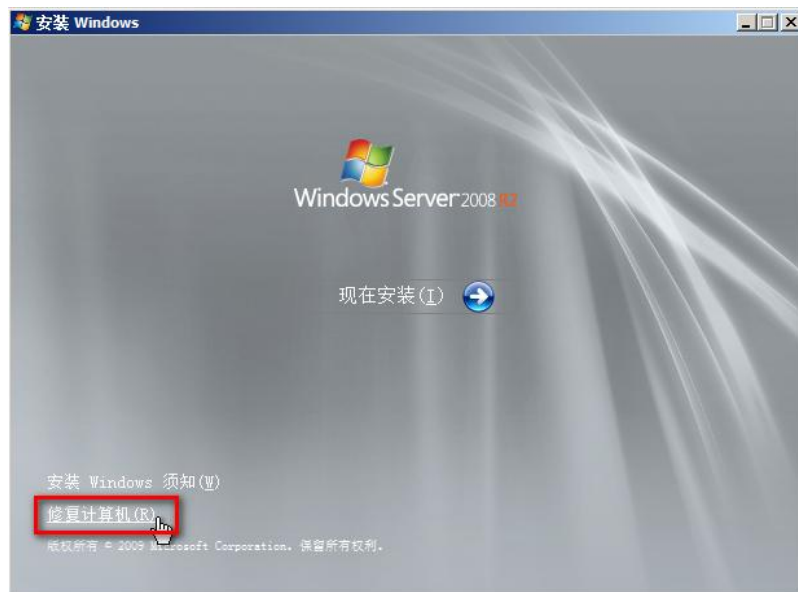 安装 Windows
Windows Server 2008 R2
现在安装(I)
安装 Windows 须知(W)
修复计算机(R)
版权所有 © 2009 Microsoft Corporation。保留所有权利。